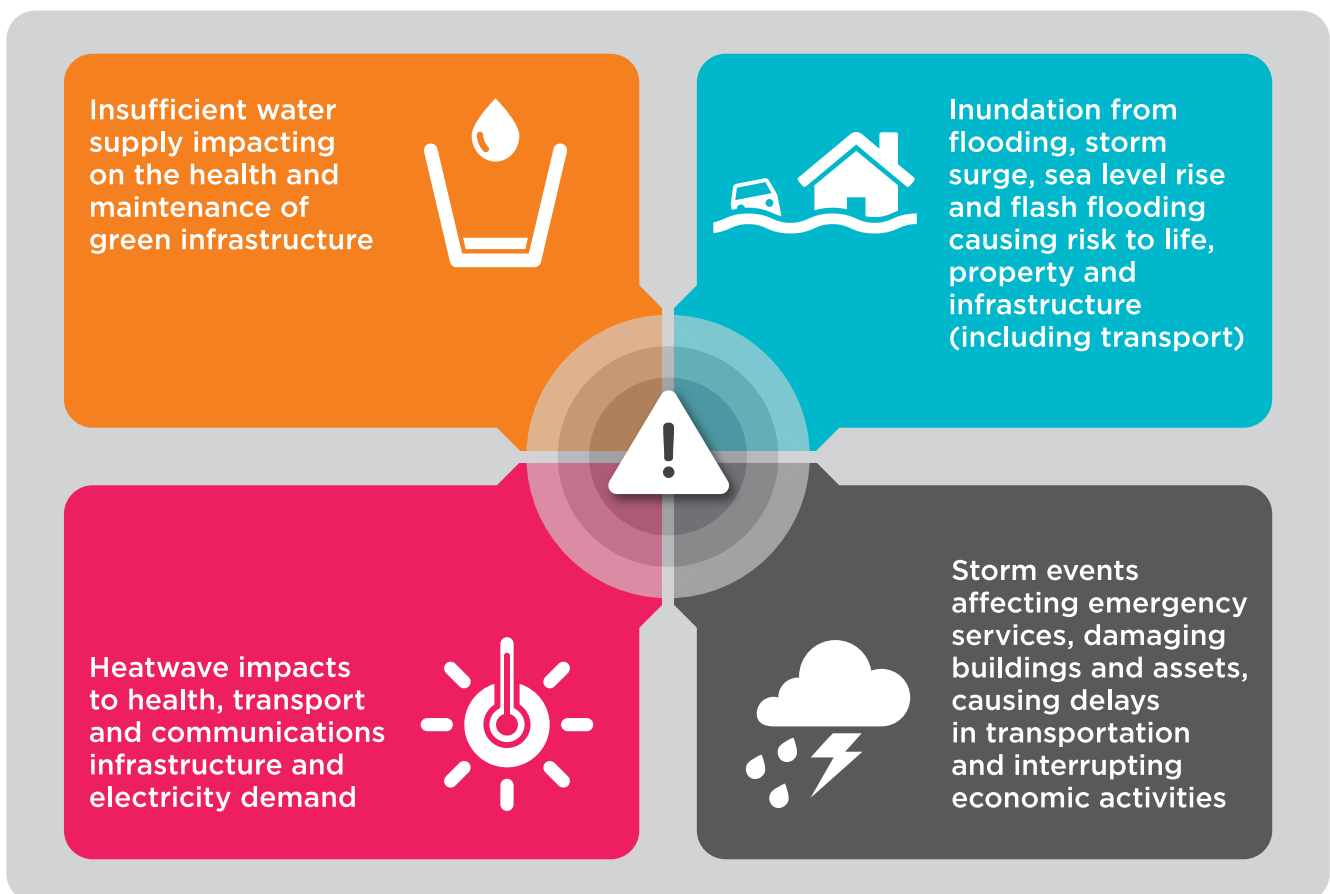 Insufficient water
supply impacting
on the health and
maintenance of
green infrastructure
Inundation from
flooding, storm
surge, sea level rise
and flash flooding
causing risk to life,
property and
infrastructure
(including transport)
!
Heatwave impacts
to health, transport
and communications
infrastructure and
electricity demand
Storm events
affecting emergency
services, damaging
buildings and assets,
causing delays
in transportation
and interrupting
economic activities